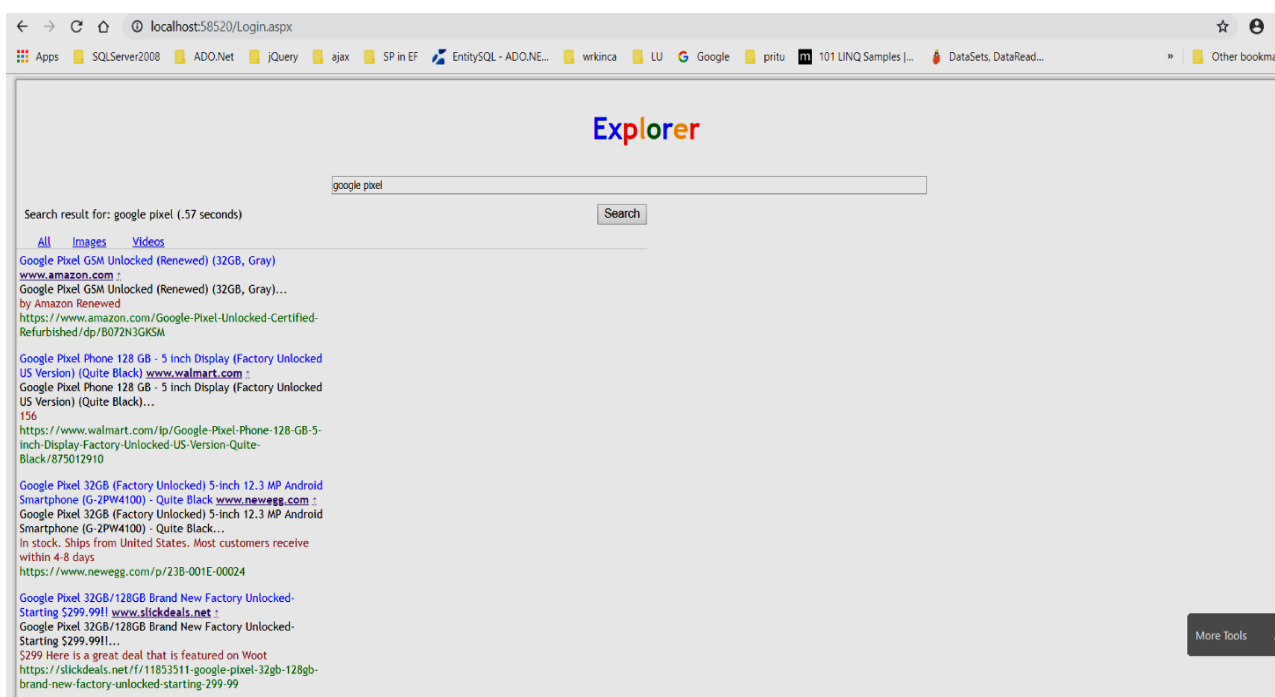 localhost:58520/Login.aspx
Apps SQLServer2008 ADO.Net jQuery ajax SP in EF EntitySQL - ADO.NE... wrkinca LU Google pritu 101 LINQ Samples |... DataSets, DataRead... » Other bookma
Explorer
google pixel
Search result for: google pixel (.57 seconds) Search
All Images Videos
Google Pixel GSM Unlocked (Renewed) (32GB, Gray)
www.amazon.com :
Google Pixel GSM Unlocked (Renewed) (32GB, Gray)...
by Amazon Renewed
https://www.amazon.com/Google-Pixel-Unlocked-Certified-
Refurbished/dp/B072N3GKSM
Google Pixel Phone 128 GB - 5 inch Display (Factory Unlocked
US Version) (Quite Black) www.walmart.com :
Google Pixel Phone 128 GB - 5 inch Display (Factory Unlocked
US Version) (Quite Black)...
156
https://www.walmart.com/ip/Google-Pixel-Phone-128-GB-5-
inch-Display-Factory-Unlocked-US-Version-Quite-
Black/875012910
Google Pixel 32GB (Factory Unlocked) 5-inch 12.3 MP Android
Smartphone (G-2PW4100) - Quite Black www.newegg.com :
Google Pixel 32GB (Factory Unlocked) 5-inch 12.3 MP Android
Smartphone (G-2PW4100) - Quite Black...
In stock. Ships from United States. Most customers receive
within 4-8 days
https://www.newegg.com/p/23B-001E-00024
Google Pixel 32GB/128GB Brand New Factory Unlocked-
Starting $299.99!! www.slickdeals.net :
Google Pixel 32GB/128GB Brand New Factory Unlocked-
Starting $299.99!!...
$299 Here is a great deal that is featured on Woot
https://slickdeals.net/f/11853511-google-pixel-32gb-128gb-
brand-new-factory-unlocked-starting-299-99
More Tools